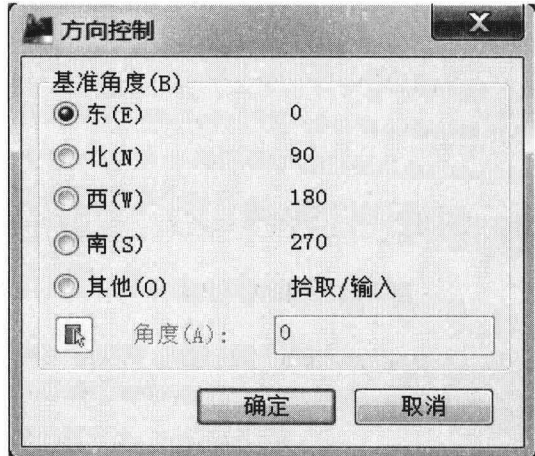 方向控制
基准角度(B)
东(E) 0
北(N) 90
西(W) 180
南(S) 270
其他(O) 拾取/输入
角度(A): 0
确定 取消